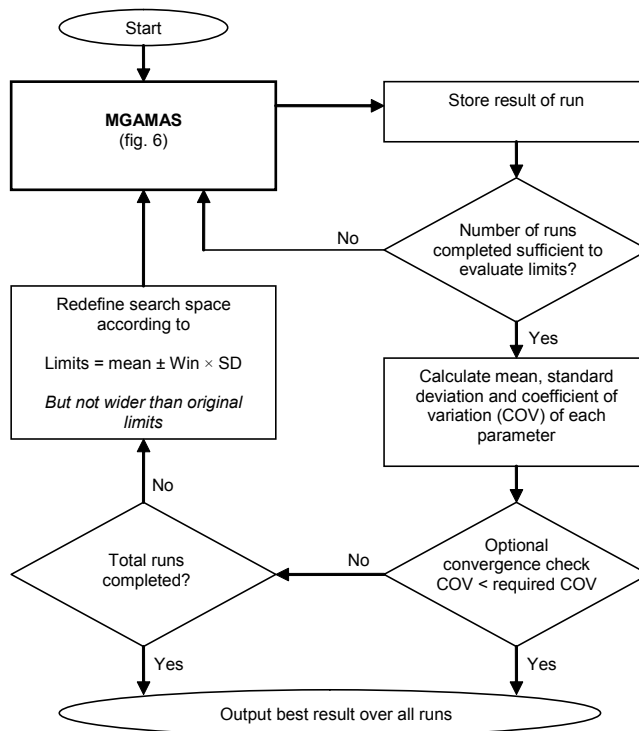 Start
MGAMAS
(fig. 6)
Store result of run
Number of runs
completed sufficient to
evaluate limits?
No
Yes
Redefine search space
according to
Limits = mean ± Win × SD
But not wider than original
limits
Calculate mean, standard
deviation and coefficient of
variation (COV) of each
parameter
No
Total runs
completed?
No
Optional
convergence check
COV < required COV
Yes
Yes
Output best result over all runs